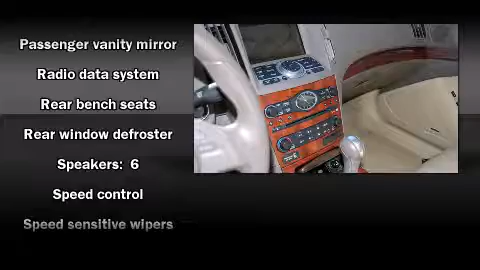 Passenger vanity mirror
Radio data system
Rear bench seats
Rear window defroster
Speakers: 6
Speed control
Speed sensitive wipers